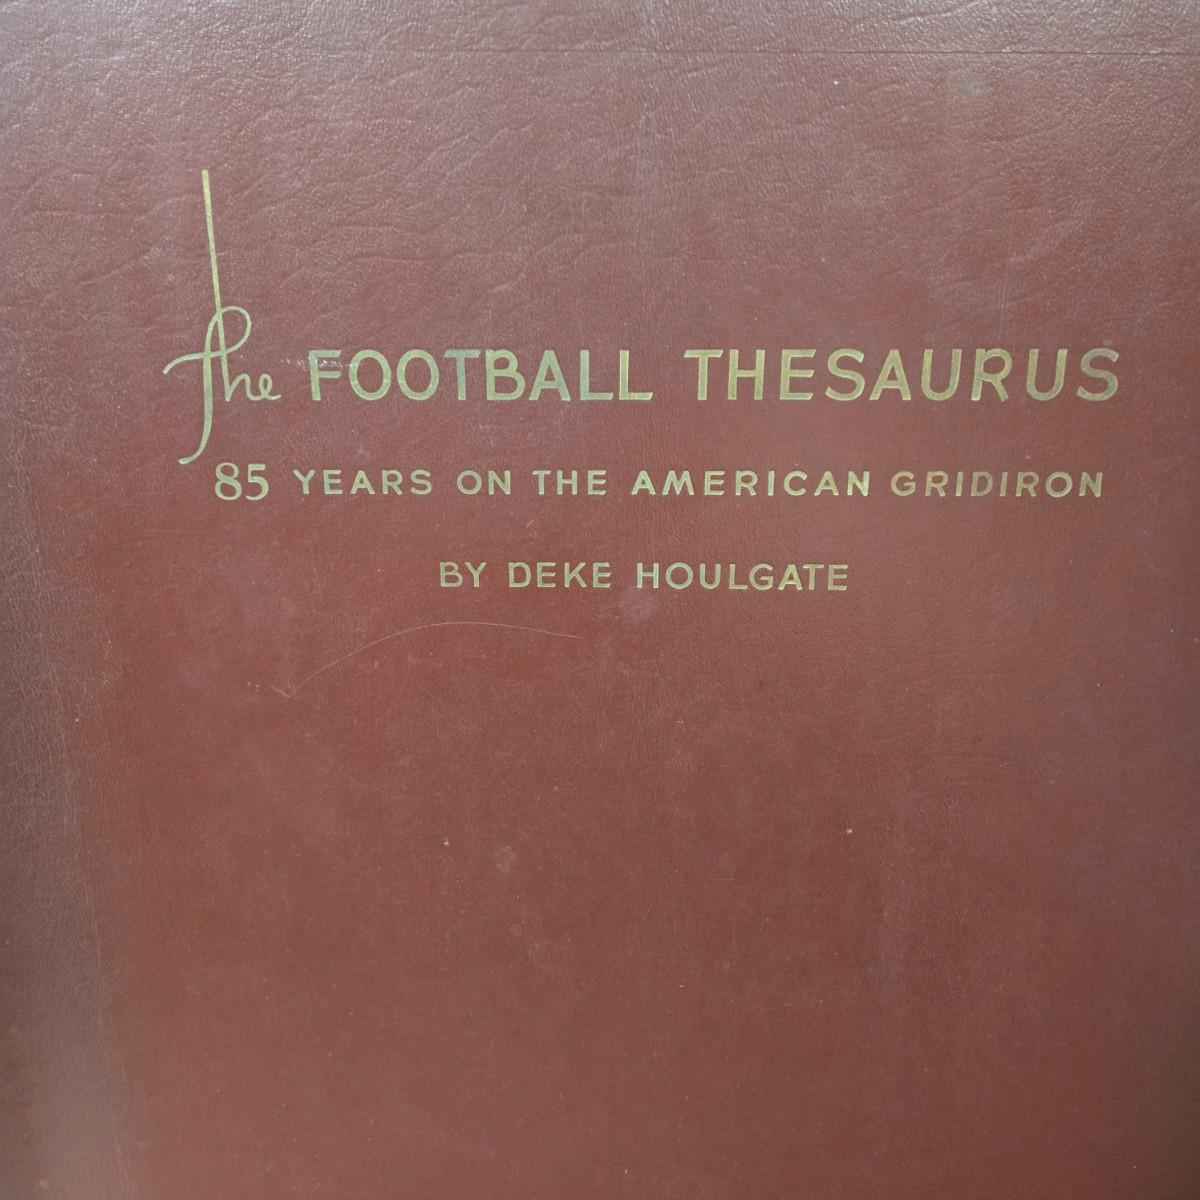 the FOOTBALL THESAURUS
85 YEARS ON THE AMERICAN GRIDIRON
BY DEKE HOULGATE